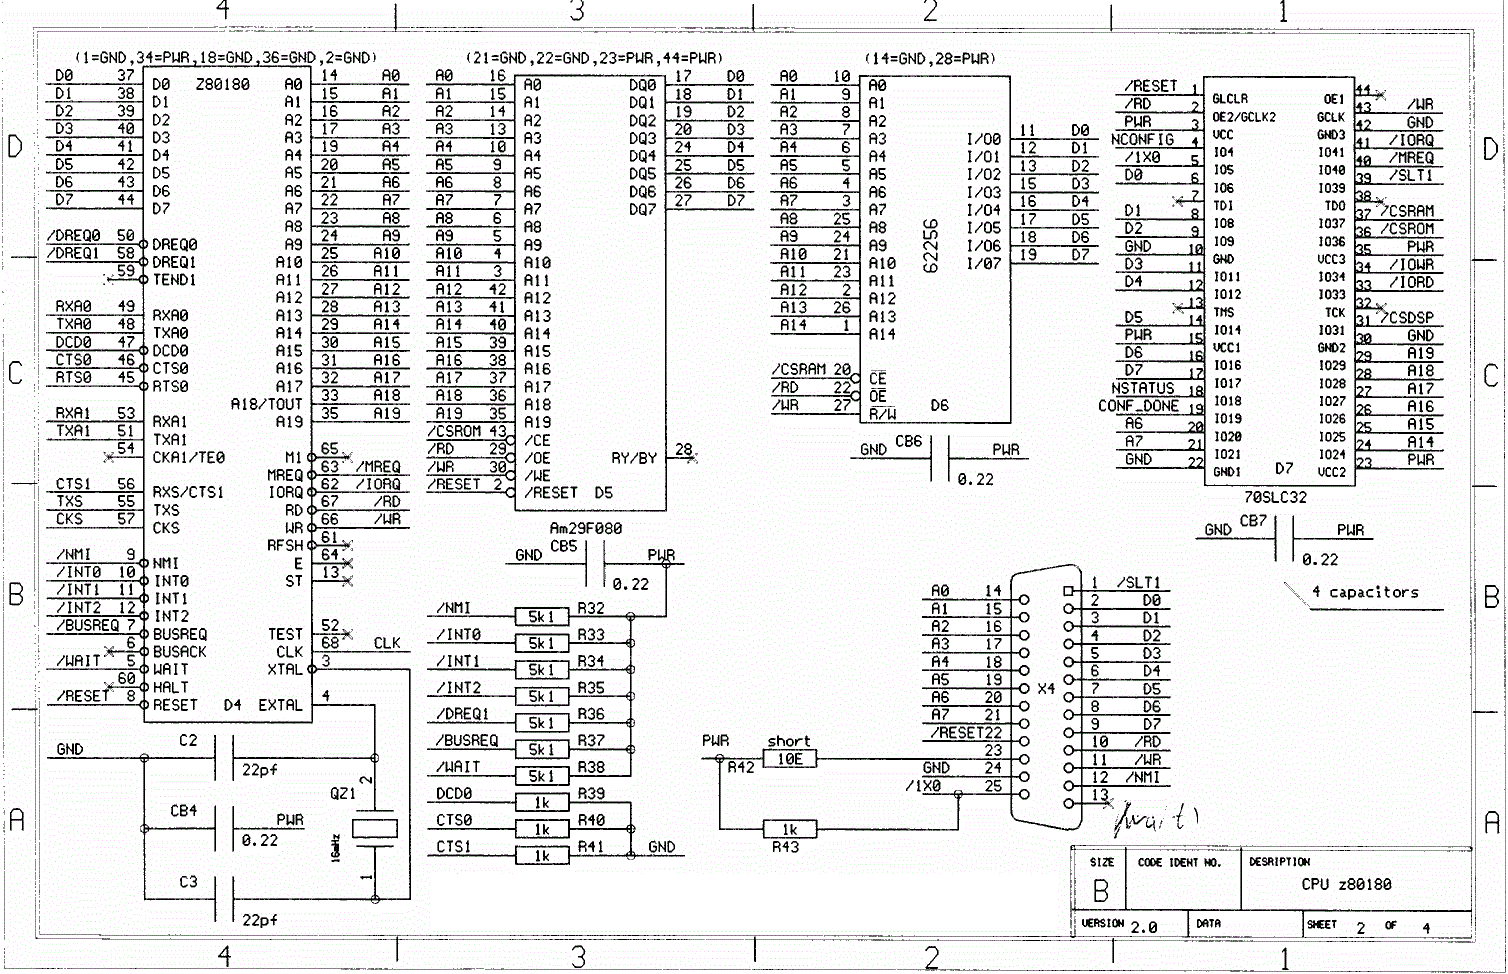 4 3 2 1
(1=GND,34=PWR,18=GND,36=GND,2=GND)
D0 37 D0 Z80180 A0 14 A0
D1 38 D1 A1 15 A1
D2 39 D2 A2 16 A2
D3 40 D3 A3 17 A3
D4 41 D4 A4 19 A4
D5 42 D5 A5 20 A5
D6 43 D6 A6 21 A6
D7 44 D7 A7 22 A7
A8 23 A8
/DREQ0 50 DREQ0 A9 24 A9
/DREQ1 58 DREQ1 A10 25 A10
59 TEND1 A11 26 A11
A12 27 A12
RXA0 49 RXA0 A13 28 A13
TXA0 48 TXA0 A14 29 A14
DCD0 47 DCD0 A15 30 A15
CTS0 46 CTS0 A16 31 A16
RTS0 45 RTS0 A17 32 A17
A18/TOUT 33 A18
RXA1 53 RXA1 A19 35 A19
TXA1 51 TXA1
54 CKA1/TE0 M1 65
MREQ 63 /MREQ
CTS1 56 RXS/CTS1 IORQ 62 /IORQ
TXS 55 TXS RD 67 /RD
CKS 57 CKS WR 66 /WR
RFSH 61
/NMI 9 NMI E 64
/INT0 10 INT0 ST 13
/INT1 11 INT1
/INT2 12 INT2
/BUSREQ 7 BUSREQ TEST 52
6 BUSACK CLK 68 CLK
/WAIT 5 WAIT XTAL 3
60 HALT
/RESET 8 RESET D4 EXTAL 4
GND C2
22pf
2
QZ1
CB4 PWR
0.22
16mHz
1
C3
22pf
(21=GND,22=GND,23=PWR,44=PWR)
A0 16 A0 DQ0 17 D0
A1 15 A1 DQ1 18 D1
A2 14 A2 DQ2 19 D2
A3 13 A3 DQ3 20 D3
A4 10 A4 DQ4 24 D4
A5 9 A5 DQ5 25 D5
A6 8 A6 DQ6 26 D6
A7 7 A7 DQ7 27 D7
A8 6 A8
A9 5 A9
A10 4 A10
A11 3 A11
A12 42 A12
A13 41 A13
A14 40 A14
A15 39 A15
A16 38 A16
A17 37 A17
A18 36 A18
A19 35 A19
/CSROM 43 /CE
/RD 29 /OE RY/BY 28
/WR 30 /WE
/RESET 2 /RESET D5
Am29F080
GND CB5 PWR
0.22
/NMI 5k1 R32
/INT0 5k1 R33
/INT1 5k1 R34
/INT2 5k1 R35
/DREQ1 5k1 R36
/BUSREQ 5k1 R37
/WAIT 5k1 R38
DCD0 1k R39
CTS0 1k R40
CTS1 1k R41 GND
(14=GND,28=PWR)
A0 10 A0
A1 9 A1
A2 8 A2
A3 7 A3 I/O0 11 D0
A4 6 A4 I/O1 12 D1
A5 5 A5 I/O2 13 D2
A6 4 A6 I/O3 15 D3
A7 3 A7 I/O4 16 D4
A8 25 A8 I/O5 17 D5
A9 24 A9 I/O6 18 D6
A10 21 A10 I/O7 19 D7
A11 23 A11
A12 2 A12
A13 26 A13
A14 1 A14
62256
/CSRAM 20 CE
/RD 22 OE
/WR 27 R/W D6
GND CB6 PWR
0.22
/RESET 1 GLCLR OE1 44
/RD 2 OE2/GCLK2 GCLK 43 /WR
PWR 3 VCC GND3 42 GND
NCONFIG 4 IO4 IO41 41 /IORQ
/1X0 5 IO5 IO40 40 /MREQ
D0 6 IO6 IO39 39 /SLT1
7 TD1 TDO 38
D1 8 IO8 IO37 37 /CSRAM
D2 9 IO9 IO36 36 /CSROM
GND 10 GND VCC3 35 PWR
D3 11 IO11 IO34 34 /IOWR
D4 12 IO12 IO33 33 /IORD
13 TMS TCK 32
D5 14 IO14 IO31 31 /CSDSP
PWR 15 VCC1 GND2 30 GND
D6 16 IO16 IO29 29 A19
D7 17 IO17 IO28 28 A18
NSTATUS 18 IO18 IO27 27 A17
CONF_DONE 19 IO19 IO26 26 A16
A6 20 IO20 IO25 25 A15
A7 21 IO21 IO24 24 A14
GND 22 GND1 D7 VCC2 23 PWR
70SLC32
GND CB7 PWR
0.22
4 capacitors
A0 14 1 /SLT1
A1 15 2 D0
A2 16 3 D1
A3 17 4 D2
A4 18 5 D3
A5 19 X4 6 D4
A6 20 7 D5
A7 21 8 D6
/RESET 22 9 D7
23 10 /RD
GND 24 11 /WR
/1X0 25 12 /NMI
13
PWR short
R42 10E
1k
R43
SIZE CODE IDENT NO. DESRIPTION
B CPU z80180
VERSION 2.0 DATA SHEET 2 OF 4
D D
C C
B B
A A
4 3 2 1